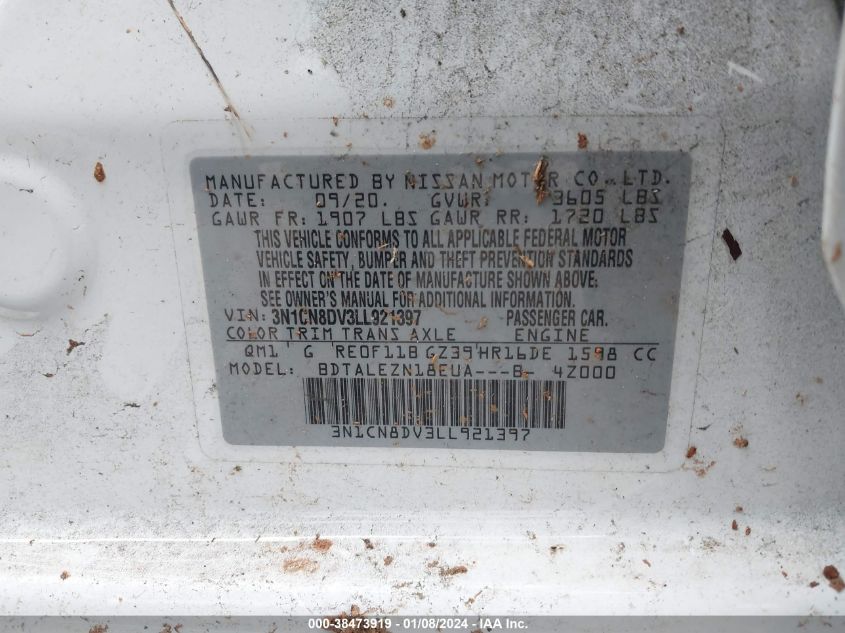 MANUFACTURED BY NISSAN MOTOR CO., LTD.
DATE: 09/20. GVWR: 3605 LBS
GAWR FR: 1907 LBS GAWR RR: 1720 LBS
THIS VEHICLE CONFORMS TO ALL APPLICABLE FEDERAL MOTOR
VEHICLE SAFETY, BUMPER AND THEFT PREVENTION STANDARDS
IN EFFECT ON THE DATE OF MANUFACTURE SHOWN ABOVE.
SEE OWNER'S MANUAL FOR ADDITIONAL INFORMATION.
VIN: 3N1CN8DV3LL921397 PASSENGER CAR.
COLOR TRIM TRANS AXLE ENGINE
QM1 G RE0F11B GZ39 HR16DE 1598 CC
MODEL: BDTALEZN18EUA---B- 4Z000
3N1CN8DV3LL921397
000-38473919 - 01/08/2024 - © IAA Inc.